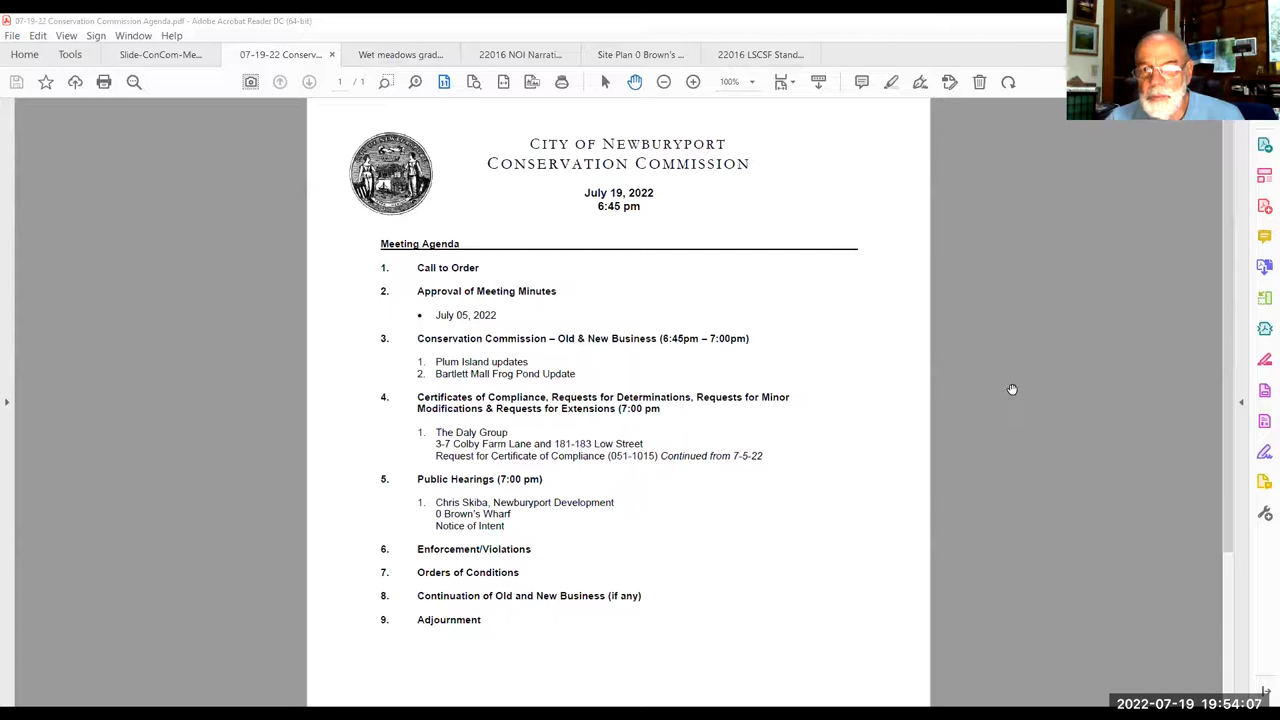 07-19-22 Conservation Commission Agenda.pdf - Adobe Acrobat Reader DC (64-bit)
File Edit View Sign Window Help
Home Tools Slide-ConCom-Me... 07-19-22 Conserv... × Wet meadows grad... 22016 NOI Narrati... Site Plan 0 Brown's ... 22016 LSCSF Stand...
1 / 1 100%
CITY OF NEWBURYPORT
CONSERVATION COMMISSION
July 19, 2022
6:45 pm
Meeting Agenda
1. Call to Order
2. Approval of Meeting Minutes
• July 05, 2022
3. Conservation Commission – Old & New Business (6:45pm – 7:00pm)
1. Plum Island updates
2. Bartlett Mall Frog Pond Update
4. Certificates of Compliance, Requests for Determinations, Requests for Minor
Modifications & Requests for Extensions (7:00 pm
1. The Daly Group
3-7 Colby Farm Lane and 181-183 Low Street
Request for Certificate of Compliance (051-1015) Continued from 7-5-22
5. Public Hearings (7:00 pm)
1. Chris Skiba, Newburyport Development
0 Brown's Wharf
Notice of Intent
6. Enforcement/Violations
7. Orders of Conditions
8. Continuation of Old and New Business (if any)
9. Adjournment
2022-07-19 19:54:07